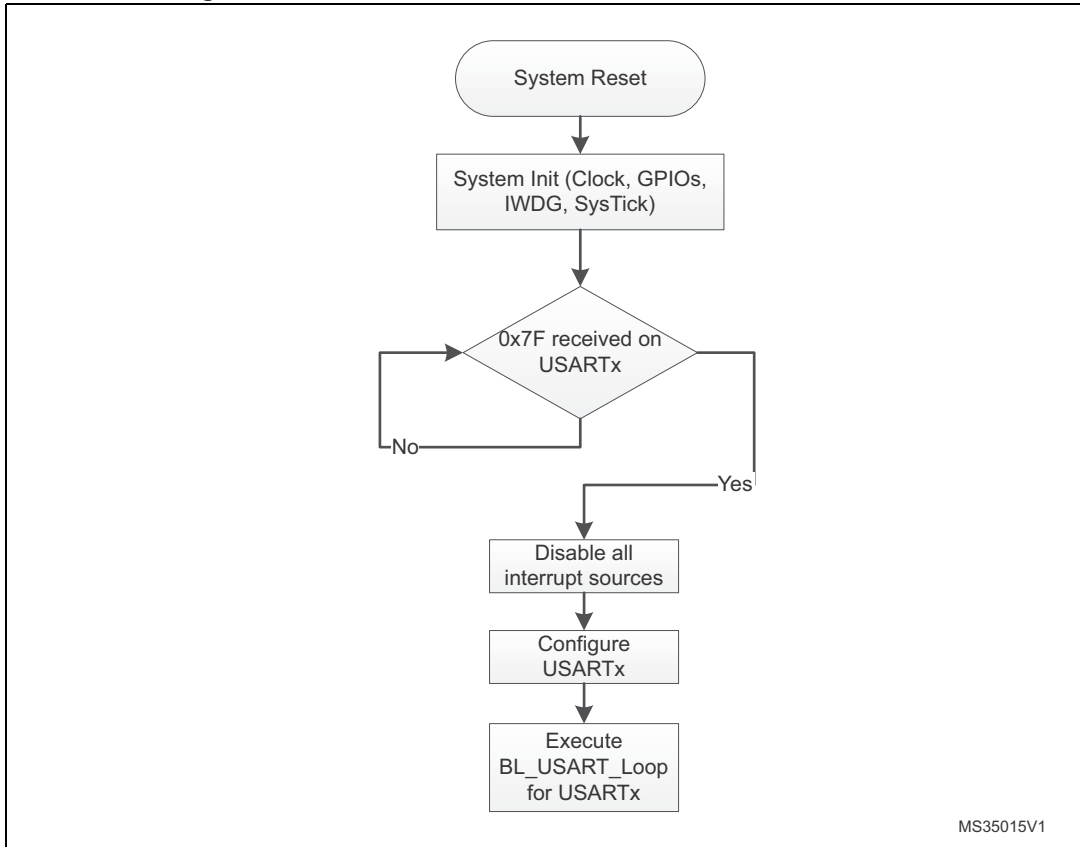 System Reset
System Init (Clock, GPIOs,
IWDG, SysTick)
0x7F received on
USARTx
No
Yes
Disable all
interrupt sources
Configure
USARTx
Execute
BL_USART_Loop
for USARTx
MS35015V1